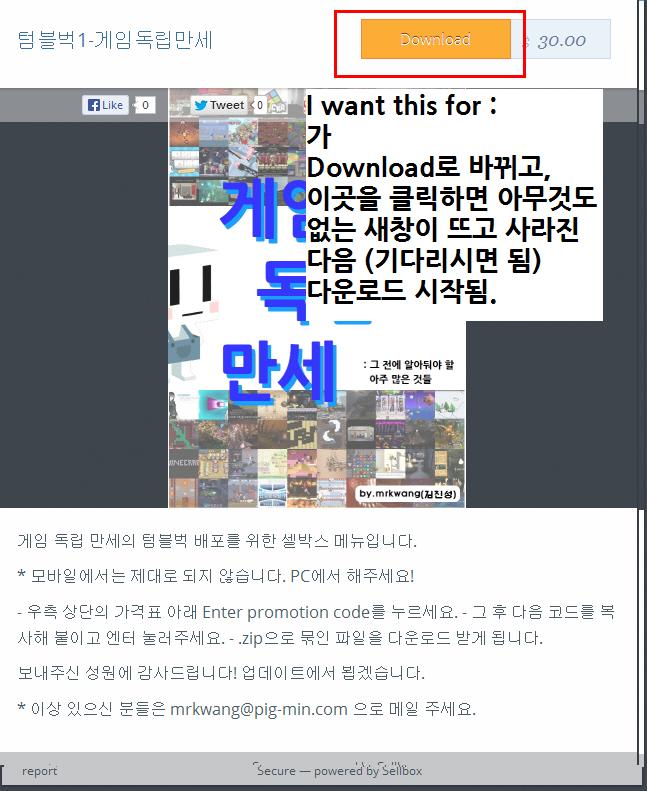 텀블벅1-게임독립만세
Download
$ 30.00
Like
0
Tweet
0
I want this for :
가
Download로 바뀌고,
이곳을 클릭하면 아무것도
없는 새창이 뜨고 사라진
다음 (기다리시면 됨)
다운로드 시작됨.
게임
독
만세
: 그 전에 알아둬야 할
아주 많은 것들
by.mrkwang(김진성)
게임 독립 만세의 텀블벅 배포를 위한 셀박스 메뉴입니다.
* 모바일에서는 제대로 되지 않습니다. PC에서 해주세요!
- 우측 상단의 가격표 아래 Enter promotion code를 누르세요. - 그 후 다음 코드를 복
사해 붙이고 엔터 눌러주세요. - .zip으로 묶인 파일을 다운로드 받게 됩니다.
보내주신 성원에 감사드립니다! 업데이트에서 뵙겠습니다.
* 이상 있으신 분들은 mrkwang@pig-min.com 으로 메일 주세요.
report
Secure — powered by Sellbox